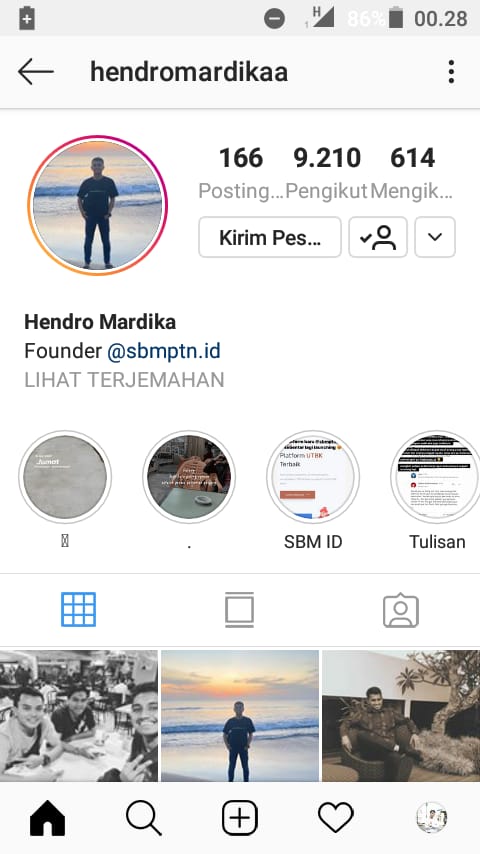 H
1
86%
00.28
hendromardikaa
166 9.210 614
Posting... Pengikut Mengik...
Kirim Pes...
Hendro Mardika
Founder @sbmptn.id
LIHAT TERJEMAHAN
Jumat
Platform UTBK
Terbaik
. SBM ID Tulisan